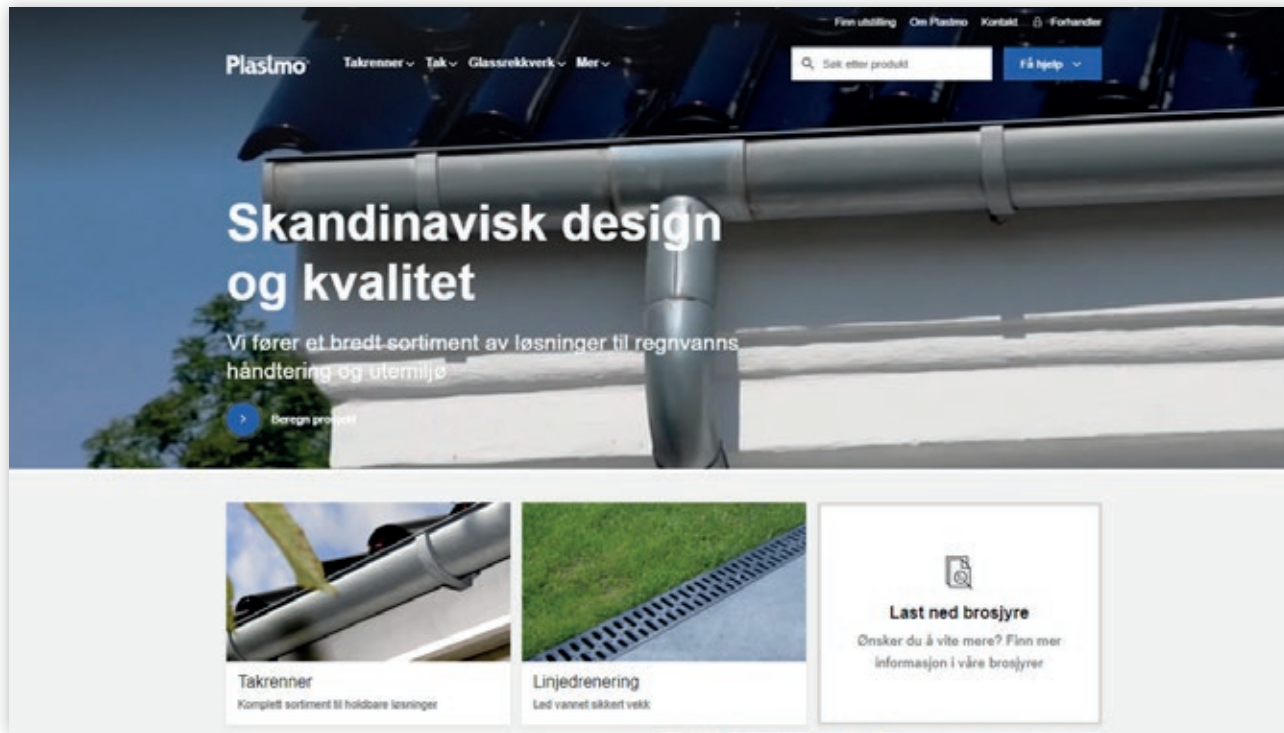 Finn utstilling Om Plastmo Kontakt Forhandler
Plastmo Takrenner Tak Glassrekkverk Mer Søk etter produkt Få hjelp
Skandinavisk design
og kvalitet
Vi fører et bredt sortiment av løsninger til regnvanns
håndtering og utemiljø
Beregn prosjekt
Takrenner
Komplett sortiment til holdbare løsninger
Linjedrenering
Led vannet sikkert vekk
Last ned brosjyre
Ønsker du å vite mere? Finn mer
informasjon i våre brosjyrer